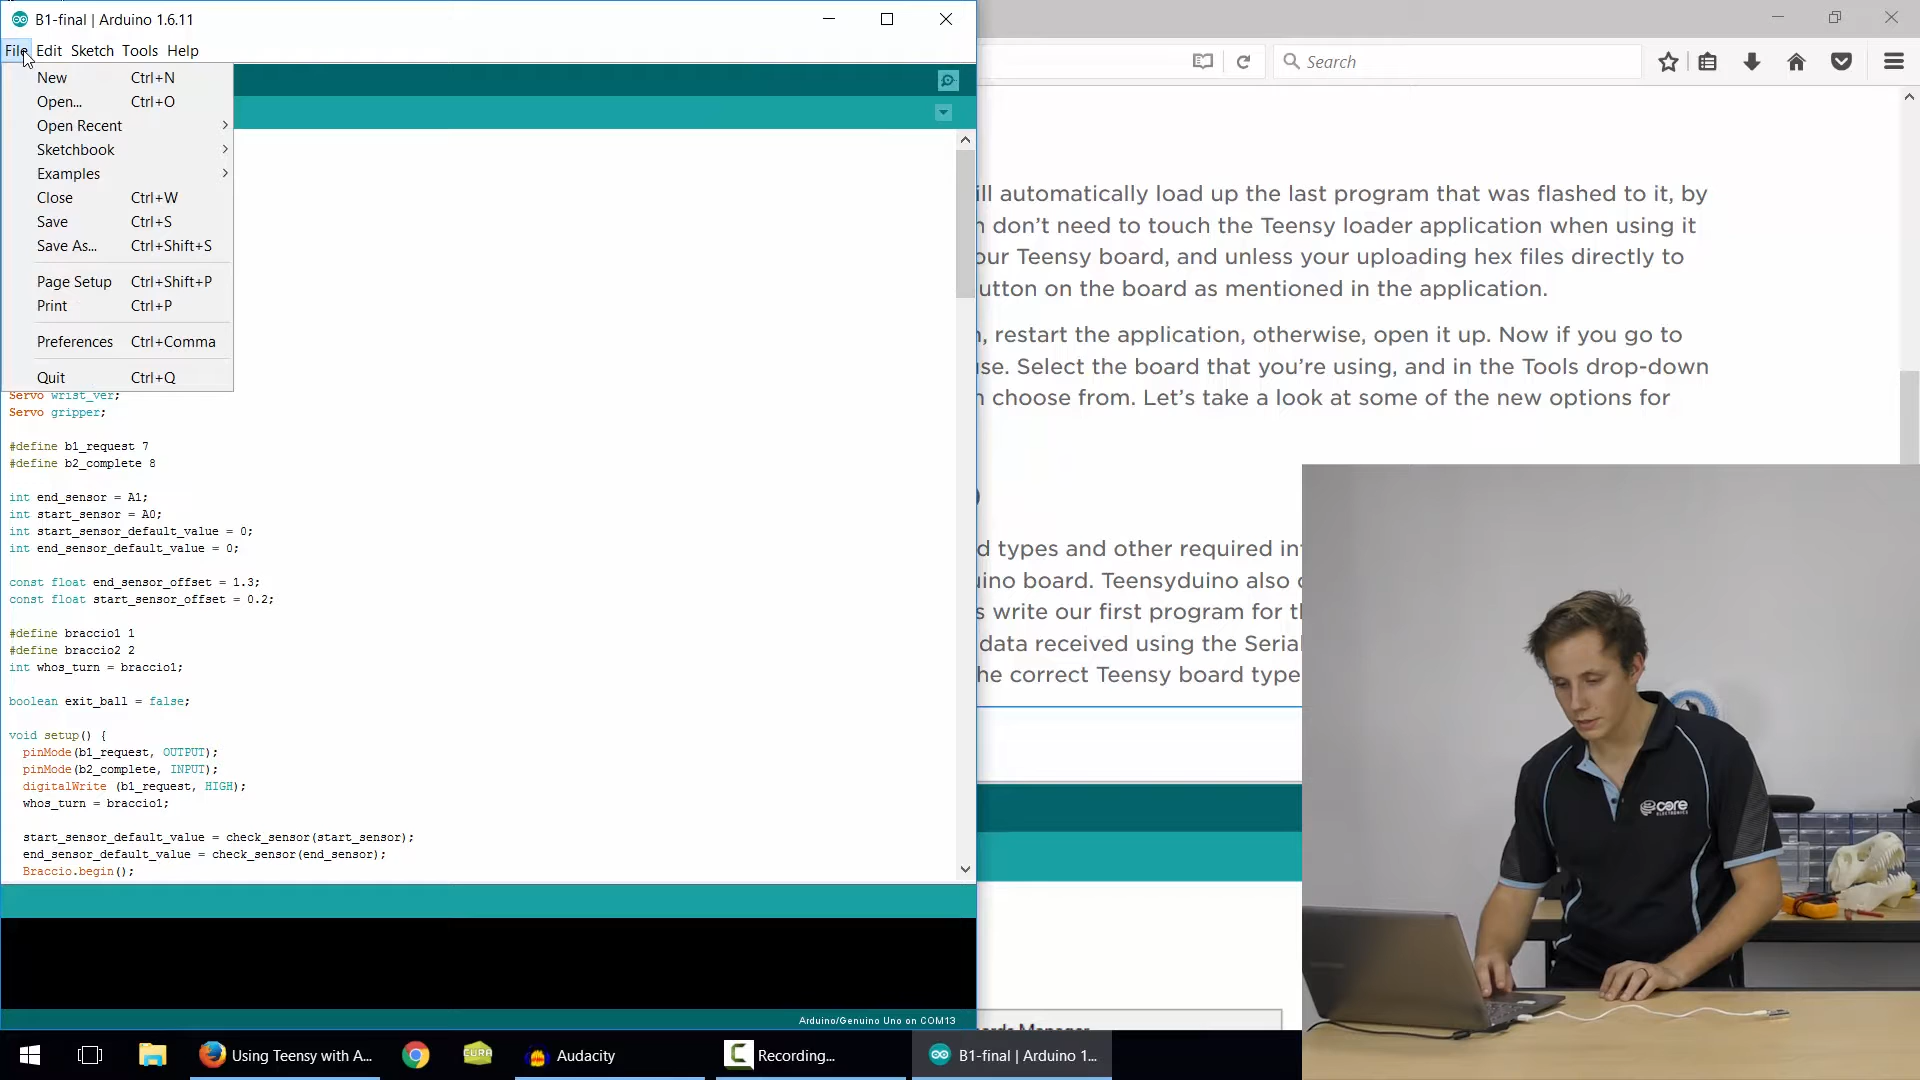 B1-final | Arduino 1.6.11
File Edit Sketch Tools Help
New Ctrl+N
Open... Ctrl+O
Open Recent
Sketchbook
Examples
Close Ctrl+W
Save Ctrl+S
Save As... Ctrl+Shift+S
Page Setup Ctrl+Shift+P
Print Ctrl+P
Preferences Ctrl+Comma
Quit Ctrl+Q
Servo wrist_ver;
Servo gripper;
#define b1_request 7
#define b2_complete 8
int end_sensor = A1;
int start_sensor = A0;
int start_sensor_default_value = 0;
int end_sensor_default_value = 0;
const float end_sensor_offset = 1.3;
const float start_sensor_offset = 0.2;
#define braccio1 1
#define braccio2 2
int whos_turn = braccio1;
boolean exit_ball = false;
void setup() {
pinMode(b1_request, OUTPUT);
pinMode(b2_complete, INPUT);
digitalWrite (b1_request, HIGH);
whos_turn = braccio1;
start_sensor_default_value = check_sensor(start_sensor);
end_sensor_default_value = check_sensor(end_sensor);
Braccio.begin();
Arduino/Genuino Uno on COM13
Search
ill automatically load up the last program that was flashed to it, by
don't need to touch the Teensy loader application when using it
our Teensy board, and unless your uploading hex files directly to
utton on the board as mentioned in the application.
, restart the application, otherwise, open it up. Now if you go to
use. Select the board that you're using, and in the Tools drop-down
choose from. Let's take a look at some of the new options for
d types and other required in
uino board. Teensyduino also
s write our first program for t
data received using the Seria
he correct Teensy board type
core
ELECTRONICS
Using Teensy with A...
CURA
Audacity
Recording...
B1-final | Arduino 1...